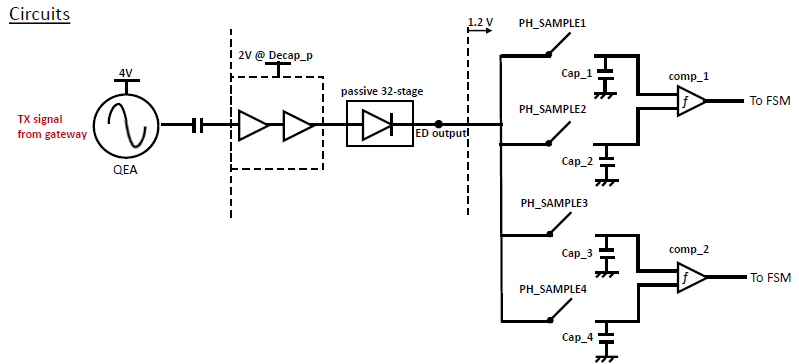 Circuits
1.2 V
PH_SAMPLE1
2V @ Decap_p
4V
Cap_1
comp_1
passive 32-stage
f
To FSM
TX signal
from gateway
PH_SAMPLE2
ED output
QEA
Cap_2
PH_SAMPLE3
Cap_3
comp_2
f
To FSM
PH_SAMPLE4
Cap_4